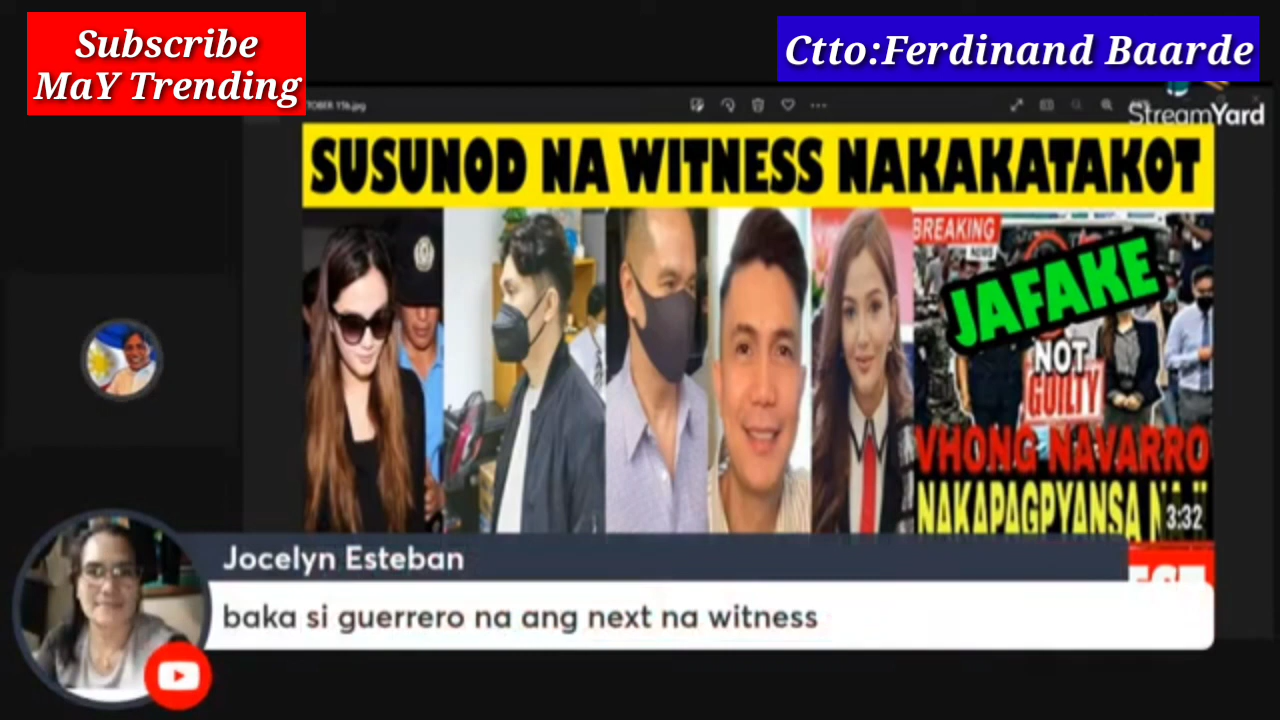 Subscribe
MaY Trending
Ctto:Ferdinand Baarde
StreamYard
SUSUNOD NA WITNESS NAKAKATAKOT
BREAKING
NEWS
JAFAKE
NOT
GUILTY
VHONG NAVARRO
NAKAPAGPYANSA NA
3:32
Jocelyn Esteban
baka si guerrero na ang next na witness